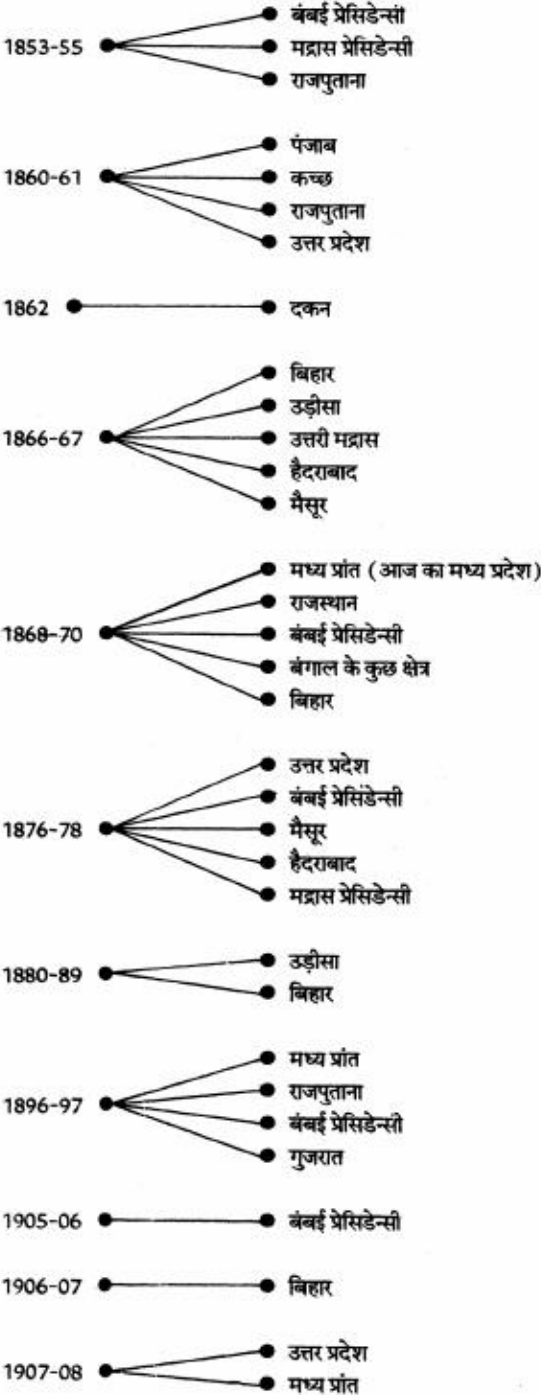 बंबई प्रेसिडेन्सी
1853-55 मद्रास प्रेसिडेन्सी
राजपुताना
पंजाब
1860-61 कच्छ
राजपुताना
उत्तर प्रदेश
1862 दकन
बिहार
उड़ीसा
1866-67 उत्तरी मद्रास
हैदराबाद
मैसूर
मध्य प्रांत (आज का मध्य प्रदेश)
राजस्थान
1868-70 बंबई प्रेसिडेन्सी
बंगाल के कुछ क्षेत्र
बिहार
उत्तर प्रदेश
बंबई प्रेसिडेन्सी
1876-78 मैसूर
हैदराबाद
मद्रास प्रेसिडेन्सी
1880-89 उड़ीसा
बिहार
मध्य प्रांत
राजपुताना
1896-97 बंबई प्रेसिडेन्सी
गुजरात
1905-06 बंबई प्रेसिडेन्सी
1906-07 बिहार
उत्तर प्रदेश
1907-08 मध्य प्रांत